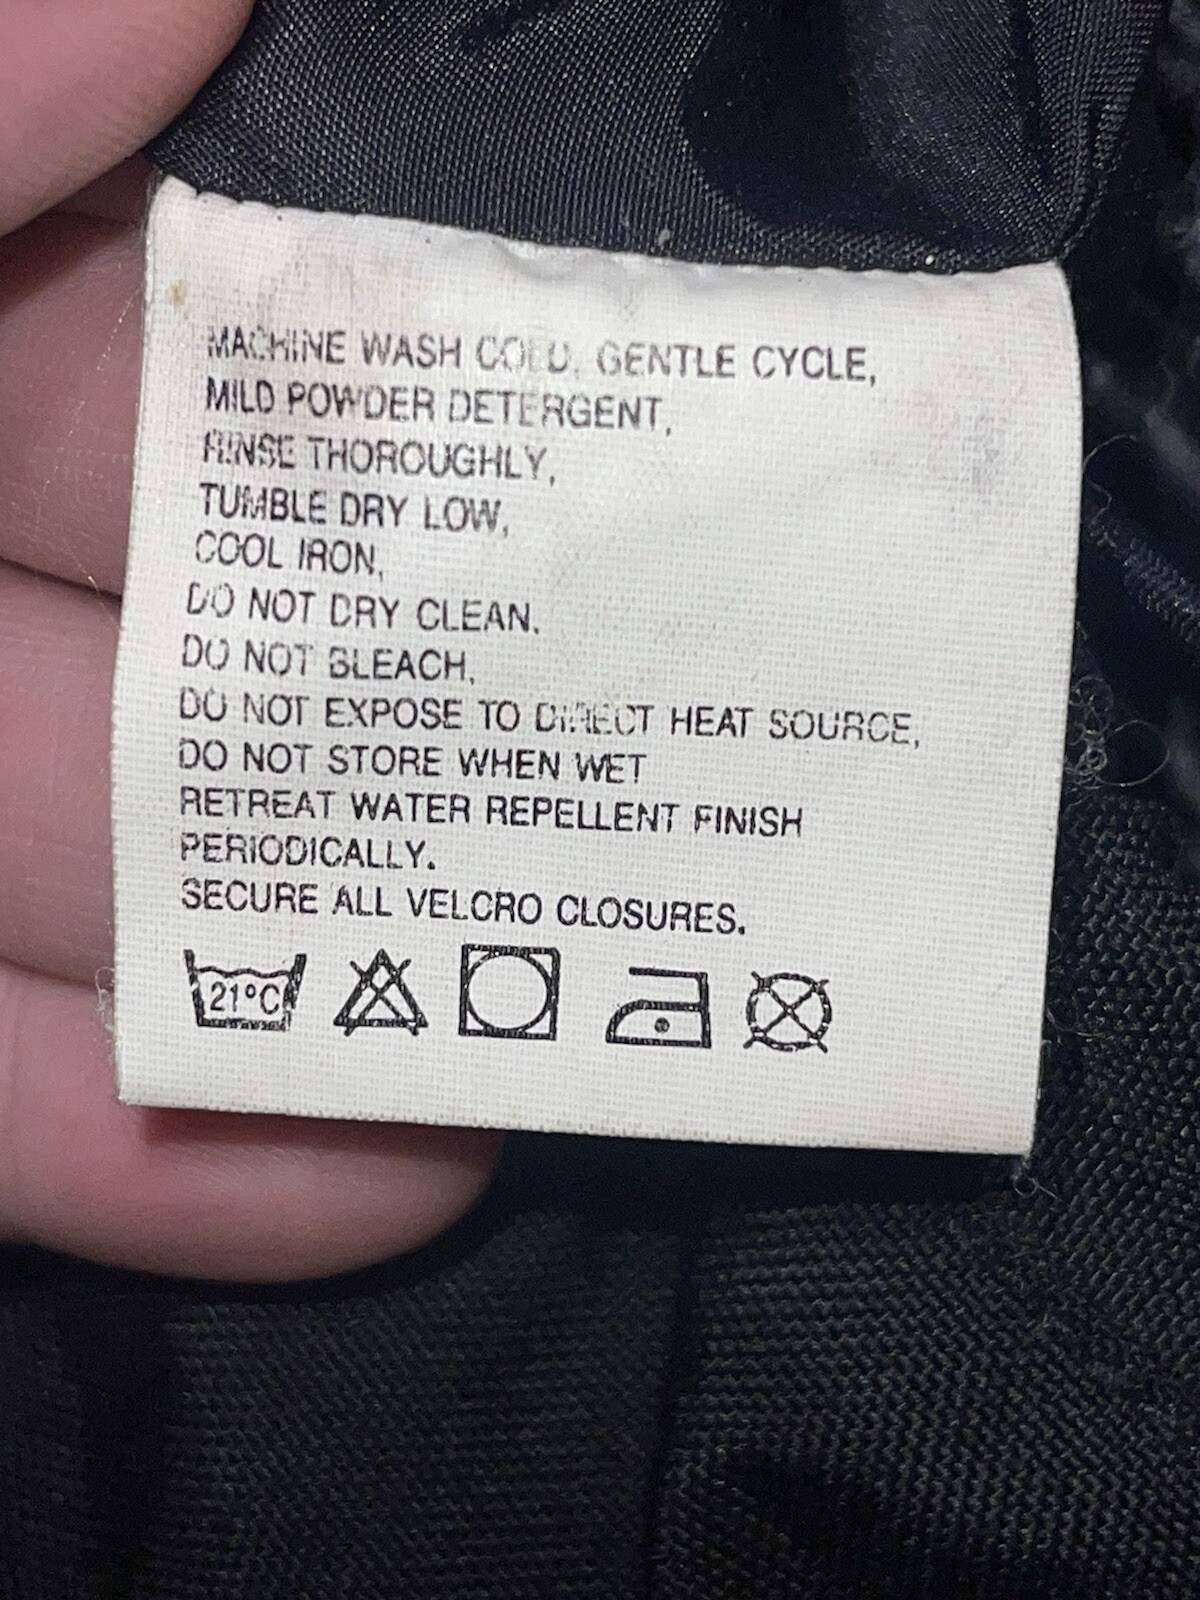 MACHINE WASH COLD, GENTLE CYCLE,
MILD POWDER DETERGENT,
RINSE THOROUGHLY,
TUMBLE DRY LOW,
COOL IRON,
DO NOT DRY CLEAN.
DO NOT BLEACH,
DO NOT EXPOSE TO DIRECT HEAT SOURCE,
DO NOT STORE WHEN WET
RETREAT WATER REPELLENT FINISH
PERIODICALLY.
SECURE ALL VELCRO CLOSURES.
21°C